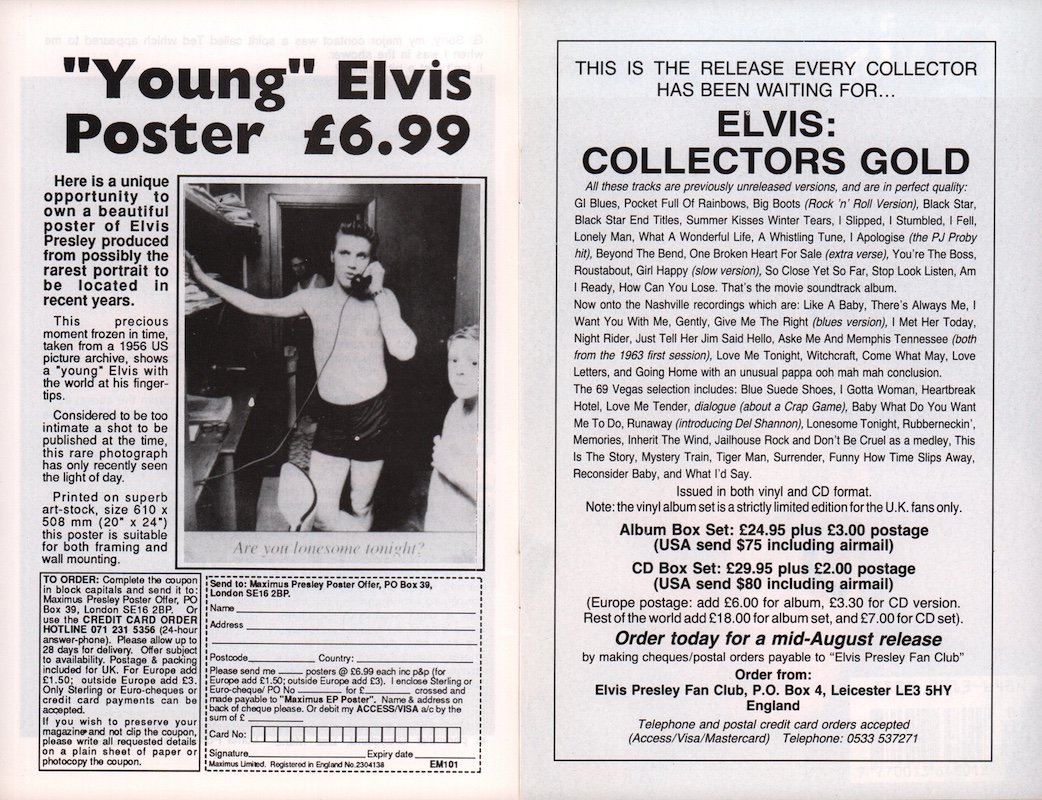 "Young" Elvis
Poster £6.99
Here is a unique
opportunity to
own a beautiful
poster of Elvis
Presley produced
from possibly the
rarest portrait to
be located in
recent years.
This precious
moment frozen in time,
taken from a 1956 US
picture archive, shows
a "young" Elvis with
the world at his finger-
tips.
Considered to be too
intimate a shot to be
published at the time,
this rare photograph
has only recently seen
the light of day.
Printed on superb
art-stock, size 610 x
508 mm (20" x 24")
this poster is suitable
for both framing and
wall mounting.
Are you lonesome tonight?
TO ORDER: Complete the coupon
in block capitals and send it to:
Maximus Presley Poster Offer, PO
Box 39, London SE16 2BP. Or
use the CREDIT CARD ORDER
HOTLINE 071 231 5356 (24-hour
answer-phone). Please allow up to
28 days for delivery. Offer subject
to availability. Postage & packing
included for UK. For Europe add
£1.50; outside Europe add £3.
Only Sterling or Euro-cheques or
credit card payments can be
accepted.
If you wish to preserve your
magazine and not clip the coupon,
please write all requested details
on a plain sheet of paper or
photocopy the coupon.
Send to: Maximus Presley Poster Offer, PO Box 39,
London SE16 2BP.
Name
Address
Postcode Country:
Please send me posters @ £6.99 each inc p&p (for
Europe add £1.50; outside Europe add £3). I enclose Sterling or
Euro-cheque/ PO No for £ crossed and
made payable to "Maximus EP Poster". Name & address on
back of cheque please. Or debit my ACCESS/VISA a/c by the
sum of £
Card No:
Signature Expiry date
Maximus Limited. Registered in England No.2304138 EM101
THIS IS THE RELEASE EVERY COLLECTOR
HAS BEEN WAITING FOR...
ELVIS:
COLLECTORS GOLD
All these tracks are previously unreleased versions, and are in perfect quality:
GI Blues, Pocket Full Of Rainbows, Big Boots (Rock 'n' Roll Version), Black Star,
Black Star End Titles, Summer Kisses Winter Tears, I Slipped, I Stumbled, I Fell,
Lonely Man, What A Wonderful Life, A Whistling Tune, I Apologise (the PJ Proby
hit), Beyond The Bend, One Broken Heart For Sale (extra verse), You're The Boss,
Roustabout, Girl Happy (slow version), So Close Yet So Far, Stop Look Listen, Am
I Ready, How Can You Lose. That's the movie soundtrack album.
Now onto the Nashville recordings which are: Like A Baby, There's Always Me, I
Want You With Me, Gently, Give Me The Right (blues version), I Met Her Today,
Night Rider, Just Tell Her Jim Said Hello, Aske Me And Memphis Tennessee (both
from the 1963 first session), Love Me Tonight, Witchcraft, Come What May, Love
Letters, and Going Home with an unusual pappa ooh mah mah conclusion.
The 69 Vegas selection includes: Blue Suede Shoes, I Gotta Woman, Heartbreak
Hotel, Love Me Tender, dialogue (about a Crap Game), Baby What Do You Want
Me To Do, Runaway (introducing Del Shannon), Lonesome Tonight, Rubberneckin',
Memories, Inherit The Wind, Jailhouse Rock and Don't Be Cruel as a medley, This
Is The Story, Mystery Train, Tiger Man, Surrender, Funny How Time Slips Away,
Reconsider Baby, and What I'd Say.
Issued in both vinyl and CD format.
Note: the vinyl album set is a strictly limited edition for the U.K. fans only.
Album Box Set: £24.95 plus £3.00 postage
(USA send $75 including airmail)
CD Box Set: £29.95 plus £2.00 postage
(USA send $80 including airmail)
(Europe postage: add £6.00 for album, £3.30 for CD version.
Rest of the world add £18.00 for album set, and £7.00 for CD set).
Order today for a mid-August release
by making cheques/postal orders payable to "Elvis Presley Fan Club"
Order from:
Elvis Presley Fan Club, P.O. Box 4, Leicester LE3 5HY
England
Telephone and postal credit card orders accepted
(Access/Visa/Mastercard) Telephone: 0533 537271